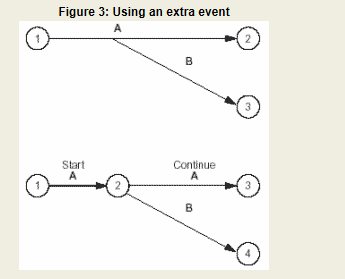 Figure 3: Using an extra event
A
1
2
B
3
Start
Continue
A
A
1
2
3
B
4